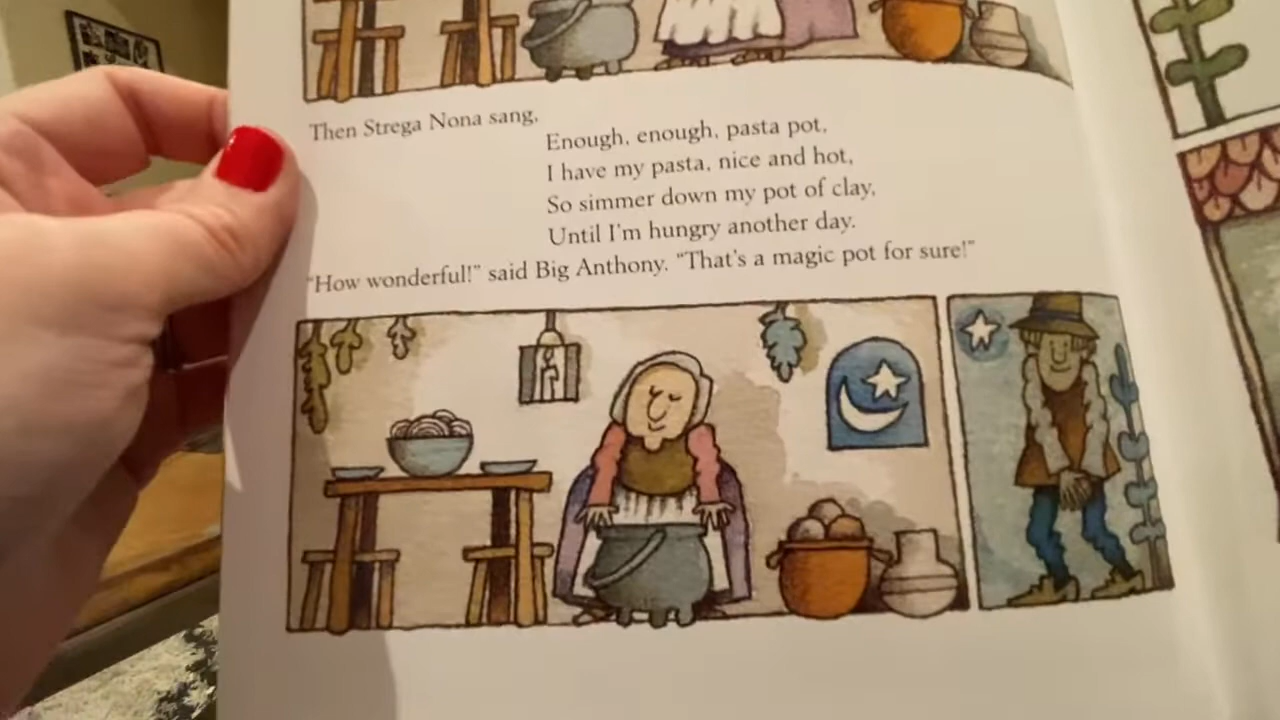 Then Strega Nona sang,
Enough, enough, pasta pot,
I have my pasta, nice and hot,
So simmer down my pot of clay,
Until I'm hungry another day.
"How wonderful!" said Big Anthony. "That's a magic pot for sure!"